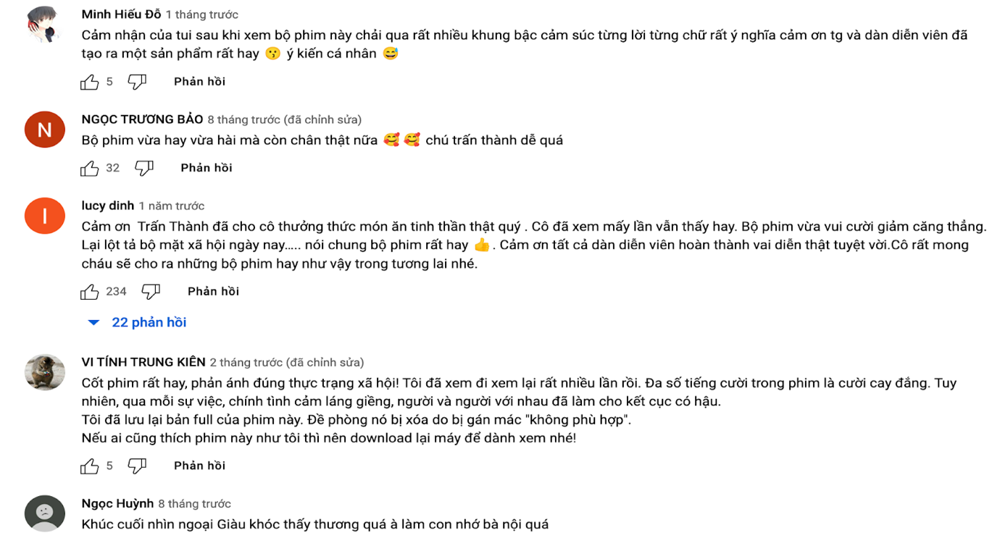 Minh Hiếu Đỗ 1 tháng trước
Cảm nhận của tui sau khi xem bộ phim này chải qua rất nhiều khung bậc cảm súc từng lời từng chữ rất ý nghĩa cảm ơn tg và dàn diễn viên đã
tạo ra một sản phẩm rất hay 😗 ý kiến cá nhân 😅
5 Phản hồi
N
NGỌC TRƯƠNG BẢO 8 tháng trước (đã chỉnh sửa)
Bộ phim vừa hay vừa hài mà còn chân thật nữa 🥰 🥰 chú trấn thành dễ quá
32 Phản hồi
l
lucy dinh 1 năm trước
Cảm ơn Trấn Thành đã cho cô thưởng thức món ăn tinh thần thật quý . Cô đã xem mấy lần vẫn thấy hay. Bộ phim vừa vui cười giảm căng thẳng.
Lại lột tả bộ mặt xã hội ngày nay..... nói chung bộ phim rất hay 👍. Cảm ơn tất cả dàn diễn viên hoàn thành vai diễn thật tuyệt vời.Cô rất mong
cháu sẽ cho ra những bộ phim hay như vậy trong tương lai nhé.
234 Phản hồi
22 phản hồi
VI TÍNH TRUNG KIÊN 2 tháng trước (đã chỉnh sửa)
Cốt phim rất hay, phản ánh đúng thực trạng xã hội! Tôi đã xem đi xem lại rất nhiều lần rồi. Đa số tiếng cười trong phim là cười cay đắng. Tuy
nhiên, qua mỗi sự việc, chính tình cảm láng giềng, người và người với nhau đã làm cho kết cục có hậu.
Tôi đã lưu lại bản full của phim này. Đề phòng nó bị xóa do bị gán mác "không phù hợp".
Nếu ai cũng thích phim này như tôi thì nên download lại máy để dành xem nhé!
5 Phản hồi
Ngọc Huỳnh 8 tháng trước
Khúc cuối nhìn ngoại Giàu khóc thấy thương quá à làm con nhớ bà nội quá